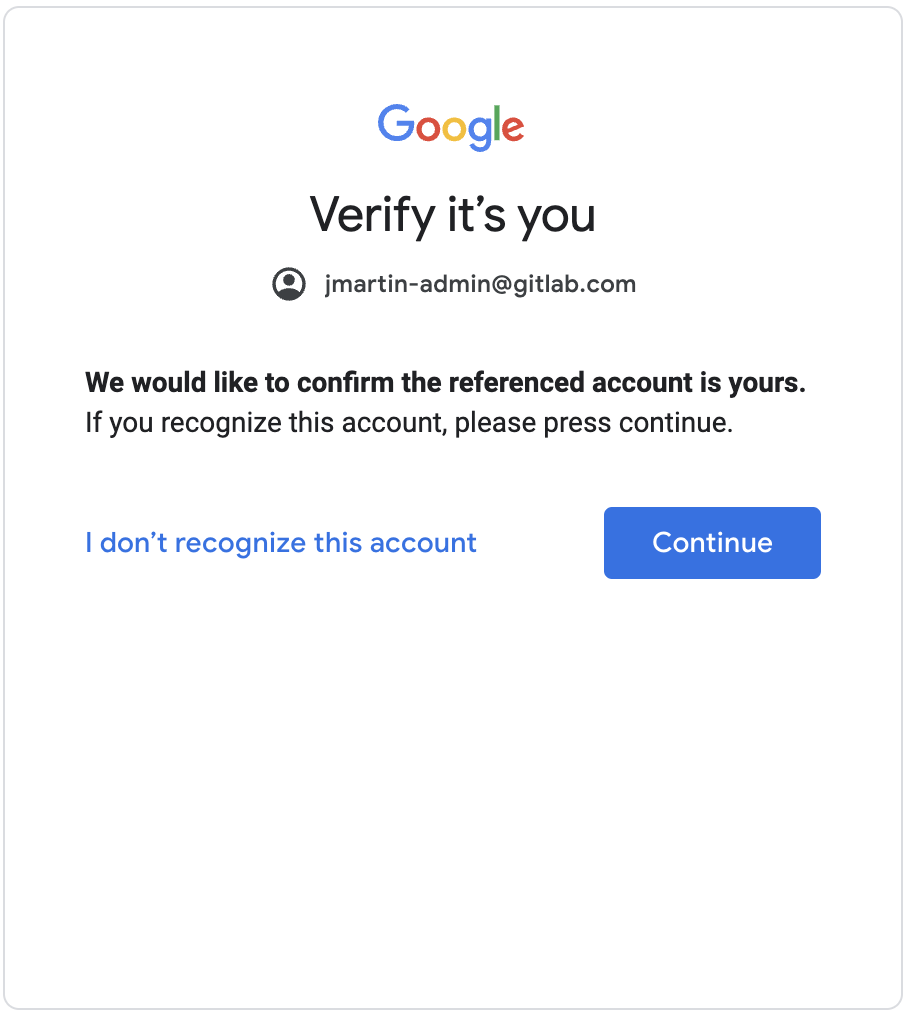 Google
Verify it’s you
jmartin-admin@gitlab.com
We would like to confirm the referenced account is yours.
If you recognize this account, please press continue.
I don’t recognize this account
Continue